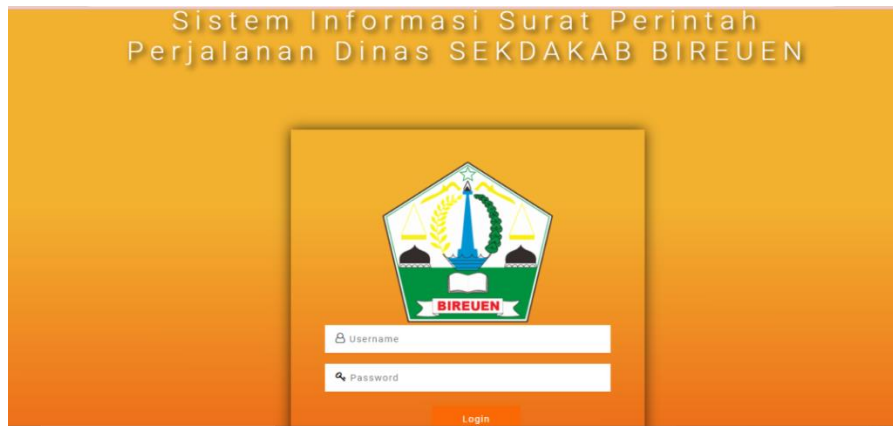 Sistem Informasi Surat Perintah
Perjalanan Dinas SEKDAKAB BIREUEN
BIREUEN
Username
Password
Login